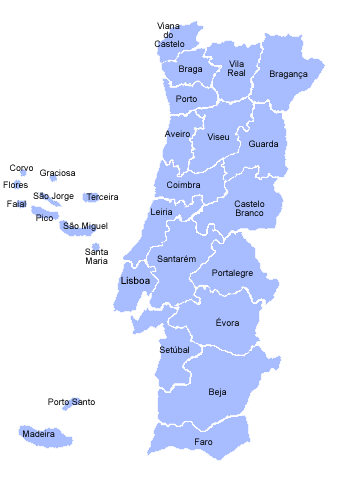 Viana
do
Castelo
Braga
Vila
Real
Bragança
Porto
Aveiro
Viseu
Guarda
Coimbra
Castelo
Branco
Leiria
Santarém
Lisboa
Portalegre
Évora
Setúbal
Beja
Faro
Corvo
Graciosa
Flores
São Jorge
Terceira
Faial
Pico
São Miguel
Santa
Maria
Porto Santo
Madeira